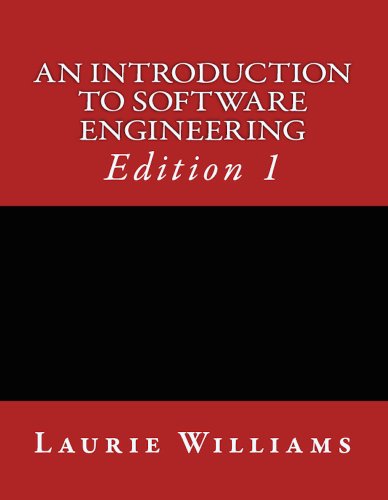 AN INTRODUCTION
TO SOFTWARE
ENGINEERING
Edition 1
Laurie Williams